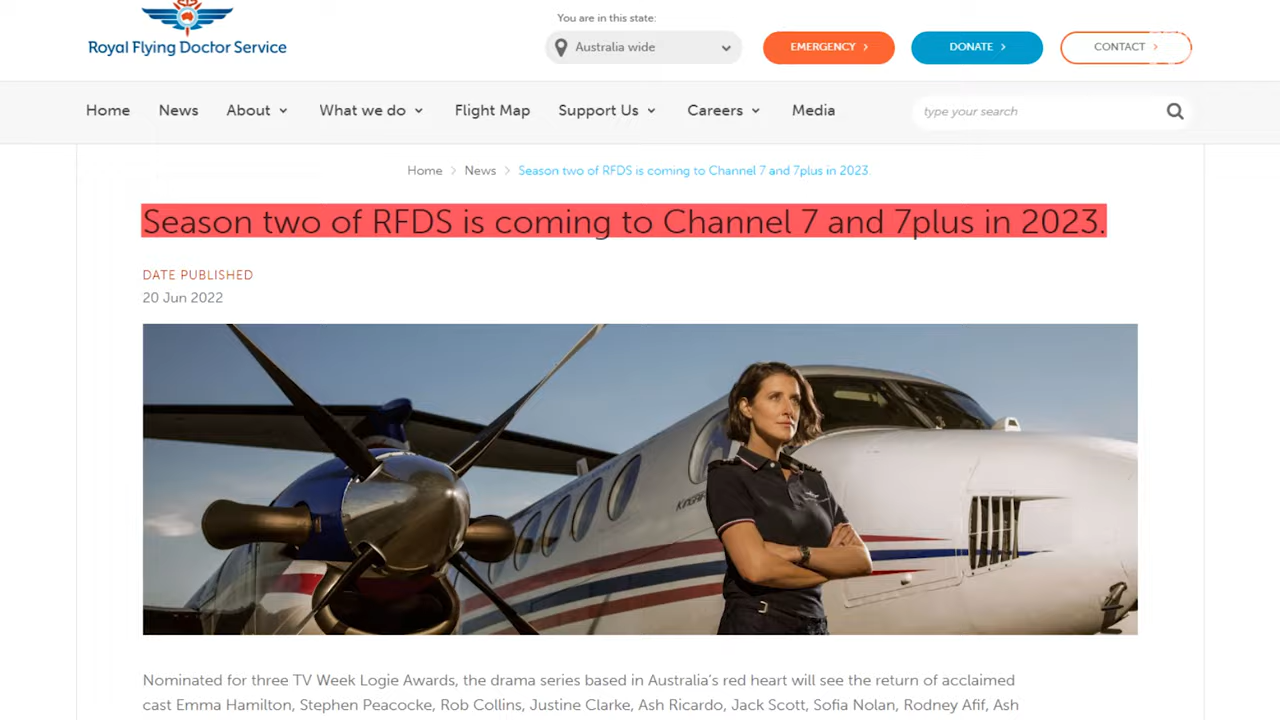 You are in this state:
Royal Flying Doctor Service
Australia wide
EMERGENCY
DONATE
CONTACT
Home News About What we do Flight Map Support Us Careers Media
type your search
Home > News > Season two of RFDS is coming to Channel 7 and 7plus in 2023.
Season two of RFDS is coming to Channel 7 and 7plus in 2023.
DATE PUBLISHED
20 Jun 2022
Nominated for three TV Week Logie Awards, the drama series based in Australia's red heart will see the return of acclaimed
cast Emma Hamilton, Stephen Peacocke, Rob Collins, Justine Clarke, Ash Ricardo, Jack Scott, Sofia Nolan, Rodney Afif, Ash